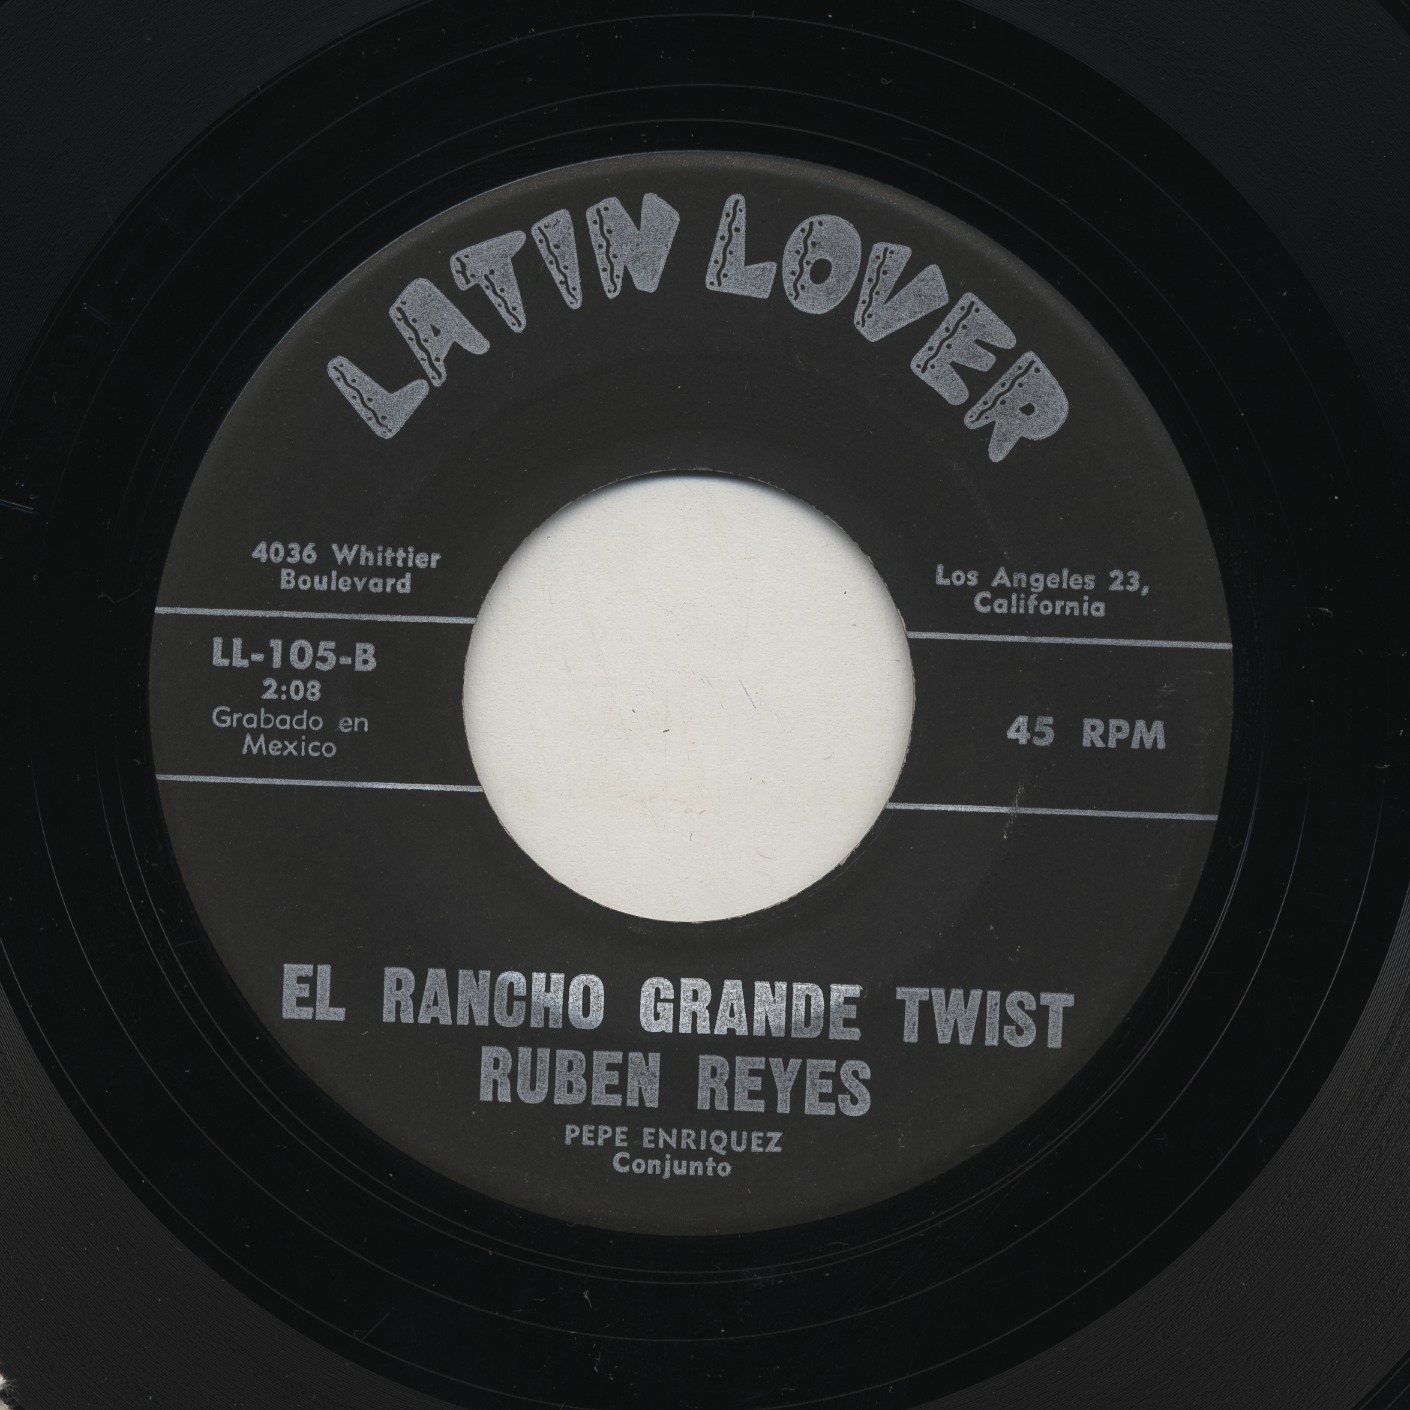 LATIN LOVER
4036 Whittier
Boulevard
Los Angeles 23,
California
LL-105-B
2:08
Grabado en
Mexico
45 RPM
EL RANCHO GRANDE TWIST
RUBEN REYES
PEPE ENRIQUEZ
Conjunto